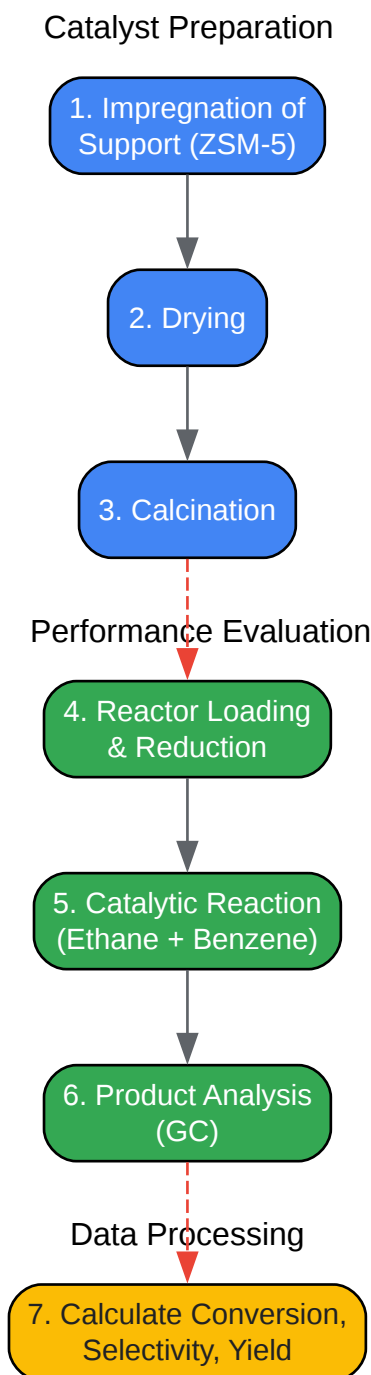 Catalyst Preparation
1. Impregnation of
Support (ZSM-5)
2. Drying
3. Calcination
Performance Evaluation
4. Reactor Loading
& Reduction
5. Catalytic Reaction
(Ethane + Benzene)
6. Product Analysis
(GC)
Data Processing
7. Calculate Conversion,
Selectivity, Yield